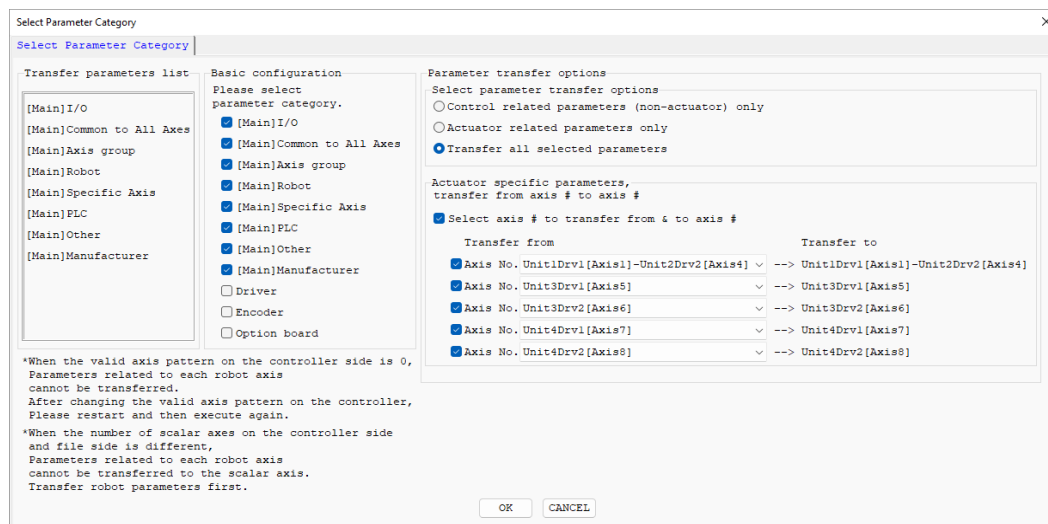 Select Parameter Category
Select Parameter Category
Transfer parameters list
[Main]I/O
[Main]Common to All Axes
[Main]Axis group
[Main]Robot
[Main]Specific Axis
[Main]PLC
[Main]Other
[Main]Manufacturer
Basic configuration
Please select
parameter category.
[Main]I/O
[Main]Common to All Axes
[Main]Axis group
[Main]Robot
[Main]Specific Axis
[Main]PLC
[Main]Other
[Main]Manufacturer
Driver
Encoder
Option board
Parameter transfer options
Select parameter transfer options
Control related parameters (non-actuator) only
Actuator related parameters only
Transfer all selected parameters
Actuator specific parameters,
transfer from axis # to axis #
Select axis # to transfer from & to axis #
Transfer from Transfer to
Axis No. Unit1Drv1[Axis1]-Unit2Drv2[Axis4] --> Unit1Drv1[Axis1]-Unit2Drv2[Axis4]
Axis No. Unit3Drv1[Axis5] --> Unit3Drv1[Axis5]
Axis No. Unit3Drv2[Axis6] --> Unit3Drv2[Axis6]
Axis No. Unit4Drv1[Axis7] --> Unit4Drv1[Axis7]
Axis No. Unit4Drv2[Axis8] --> Unit4Drv2[Axis8]
*When the valid axis pattern on the controller side is 0,
Parameters related to each robot axis
cannot be transferred.
After changing the valid axis pattern on the controller,
Please restart and then execute again.
*When the number of scalar axes on the controller side
and file side is different,
Parameters related to each robot axis
cannot be transferred to the scalar axis.
Transfer robot parameters first.
OK CANCEL